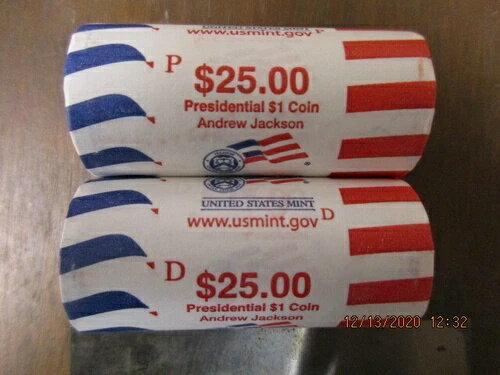 www.usmint.gov P
P $25.00
Presidential $1 Coin
Andrew Jackson
UNITED STATES MINT
www.usmint.gov D
D $25.00
Presidential $1 Coin
Andrew Jackson
12/13/2020 12:32